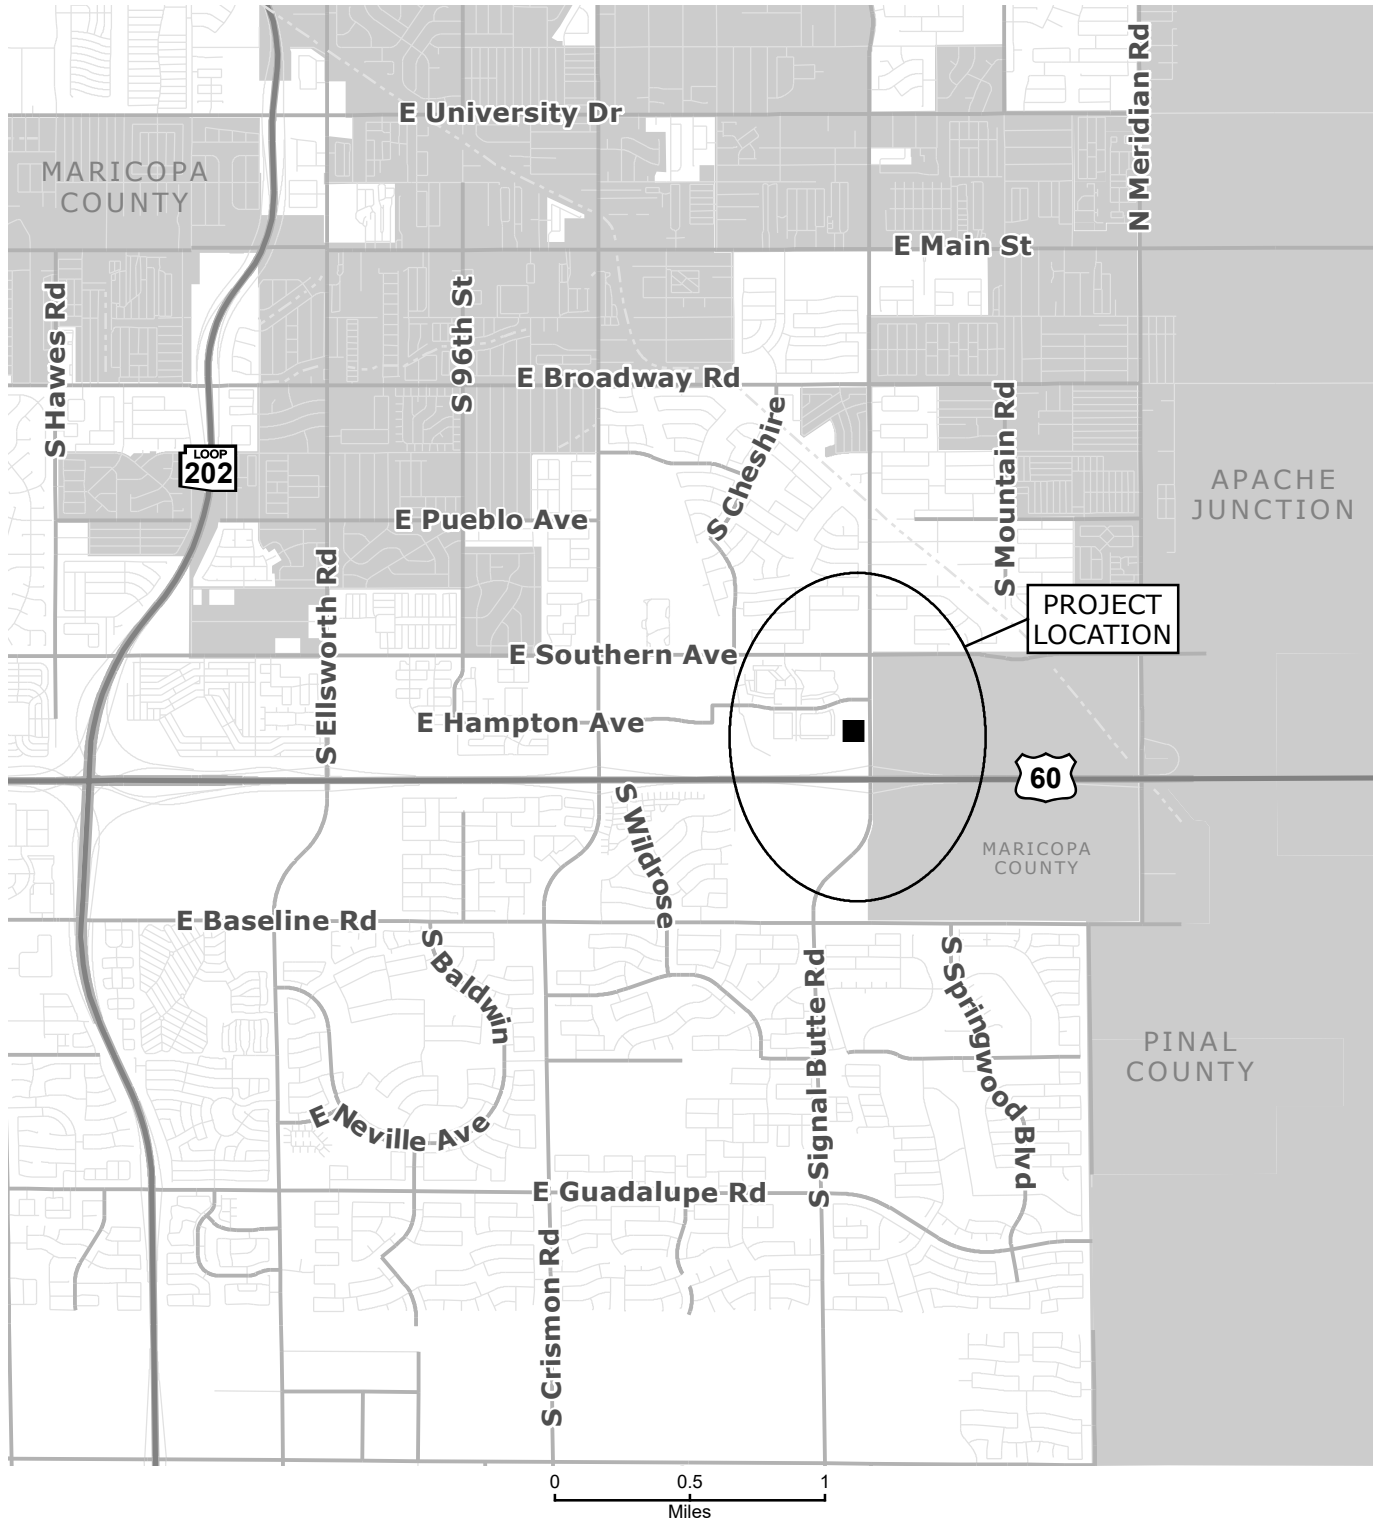 N Meridian Rd
E University Dr
MARICOPA
COUNTY
E Main St
S Hawes Rd
S 96th St
E Broadway Rd
S Cheshire
S Mountain Rd
LOOP
202
APACHE
JUNCTION
E Pueblo Ave
S Ellsworth Rd
PROJECT
LOCATION
E Southern Ave
E Hampton Ave
60
S Wildrose
MARICOPA
COUNTY
E Baseline Rd
S Baldwin
S Signal Butte Rd
S Springwood Blvd
PINAL
COUNTY
E Neville Ave
E Guadalupe Rd
S Crismon Rd
0 0.5 1
Miles